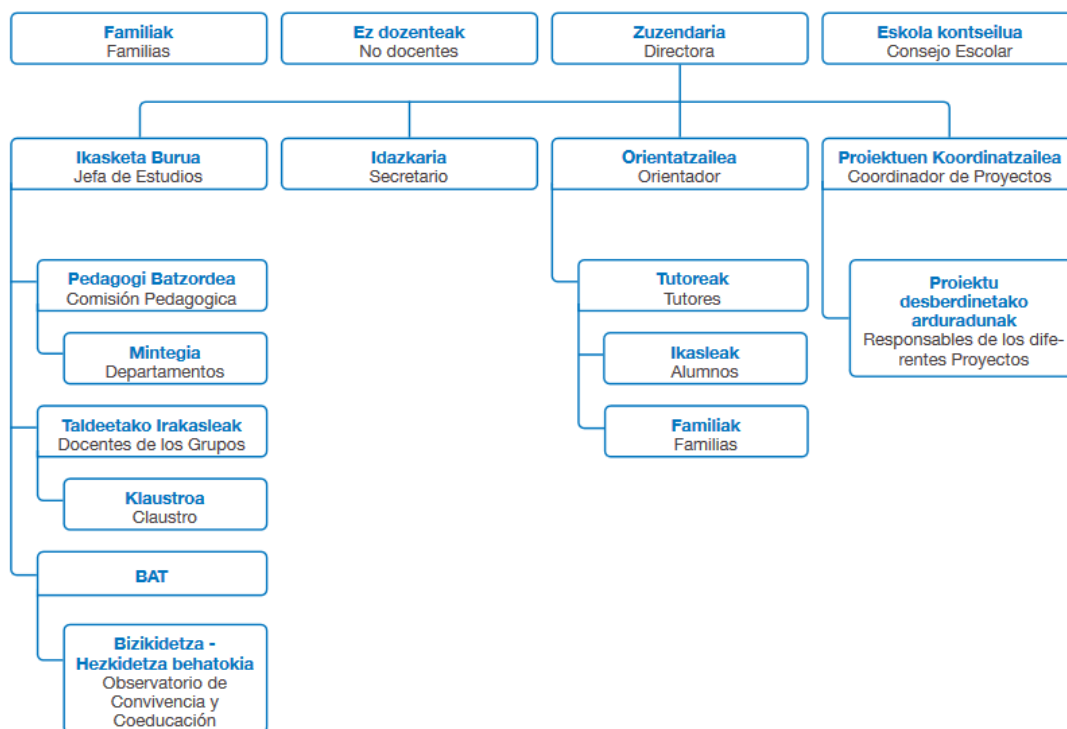 Familiak
Familias
Ez dozenteak
No docentes
Zuzendaria
Directora
Eskola kontseilua
Consejo Escolar
Ikasketa Burua
Jefa de Estudios
Idazkaria
Secretario
Orientatzailea
Orientador
Proiektuen Koordinatzailea
Coordinador de Proyectos
Pedagogi Batzordea
Comisión Pedagogica
Mintegia
Departamentos
Taldeetako Irakasleak
Docentes de los Grupos
Klaustroa
Claustro
BAT
Bizikidetza -
Hezkidetza behatokia
Observatorio de
Convivencia y
Coeducación
Tutoreak
Tutores
Ikasleak
Alumnos
Familiak
Familias
Proiektu
desberdinetako
arduradunak
Responsables de los dife-
rentes Proyectos